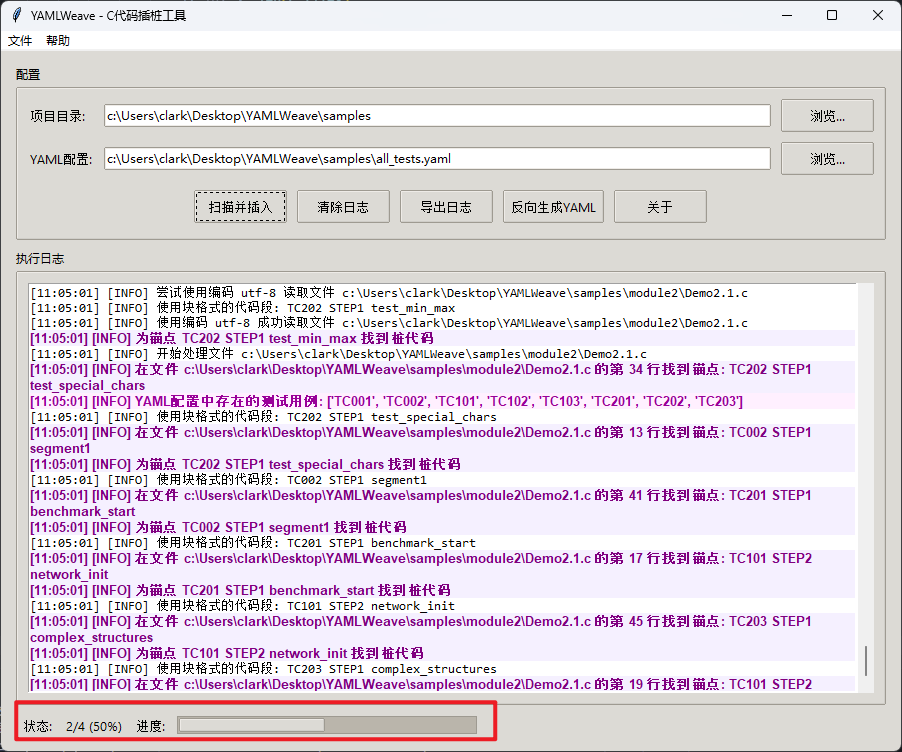 YAMLWeave - C代码插桩工具
文件 帮助
配置
项目目录: c:\Users\clark\Desktop\YAMLWeave\samples 浏览...
YAML配置: c:\Users\clark\Desktop\YAMLWeave\samples\all_tests.yaml 浏览...
扫描并插入 清除日志 导出日志 反向生成YAML 关于
执行日志
[11:05:01] [INFO] 尝试使用编码 utf-8 读取文件 c:\Users\clark\Desktop\YAMLWeave\samples\module2\Demo2.1.c
[11:05:01] [INFO] 使用块格式的代码段: TC202 STEP1 test_min_max
[11:05:01] [INFO] 使用编码 utf-8 成功读取文件 c:\Users\clark\Desktop\YAMLWeave\samples\module2\Demo2.1.c
[11:05:01] [INFO] 为锚点 TC202 STEP1 test_min_max 找到桩代码
[11:05:01] [INFO] 开始处理文件 c:\Users\clark\Desktop\YAMLWeave\samples\module2\Demo2.1.c
[11:05:01] [INFO] 在文件 c:\Users\clark\Desktop\YAMLWeave\samples\module2\Demo2.1.c 的第 34 行找到锚点: TC202 STEP1
test_special_chars
[11:05:01] [INFO] YAML配置中存在的测试用例: ['TC001', 'TC002', 'TC101', 'TC102', 'TC103', 'TC201', 'TC202', 'TC203']
[11:05:01] [INFO] 使用块格式的代码段: TC202 STEP1 test_special_chars
[11:05:01] [INFO] 在文件 c:\Users\clark\Desktop\YAMLWeave\samples\module2\Demo2.1.c 的第 13 行找到锚点: TC002 STEP1
segment1
[11:05:01] [INFO] 为锚点 TC202 STEP1 test_special_chars 找到桩代码
[11:05:01] [INFO] 使用块格式的代码段: TC002 STEP1 segment1
[11:05:01] [INFO] 在文件 c:\Users\clark\Desktop\YAMLWeave\samples\module2\Demo2.1.c 的第 41 行找到锚点: TC201 STEP1
benchmark_start
[11:05:01] [INFO] 为锚点 TC002 STEP1 segment1 找到桩代码
[11:05:01] [INFO] 使用块格式的代码段: TC201 STEP1 benchmark_start
[11:05:01] [INFO] 在文件 c:\Users\clark\Desktop\YAMLWeave\samples\module2\Demo2.1.c 的第 17 行找到锚点: TC101 STEP2
network_init
[11:05:01] [INFO] 为锚点 TC201 STEP1 benchmark_start 找到桩代码
[11:05:01] [INFO] 使用块格式的代码段: TC101 STEP2 network_init
[11:05:01] [INFO] 在文件 c:\Users\clark\Desktop\YAMLWeave\samples\module2\Demo2.1.c 的第 45 行找到锚点: TC203 STEP1
complex_structures
[11:05:01] [INFO] 为锚点 TC101 STEP2 network_init 找到桩代码
[11:05:01] [INFO] 使用块格式的代码段: TC203 STEP1 complex_structures
[11:05:01] [INFO] 在文件 c:\Users\clark\Desktop\YAMLWeave\samples\module2\Demo2.1.c 的第 19 行找到锚点: TC101 STEP2
状态: 2/4 (50%) 进度: